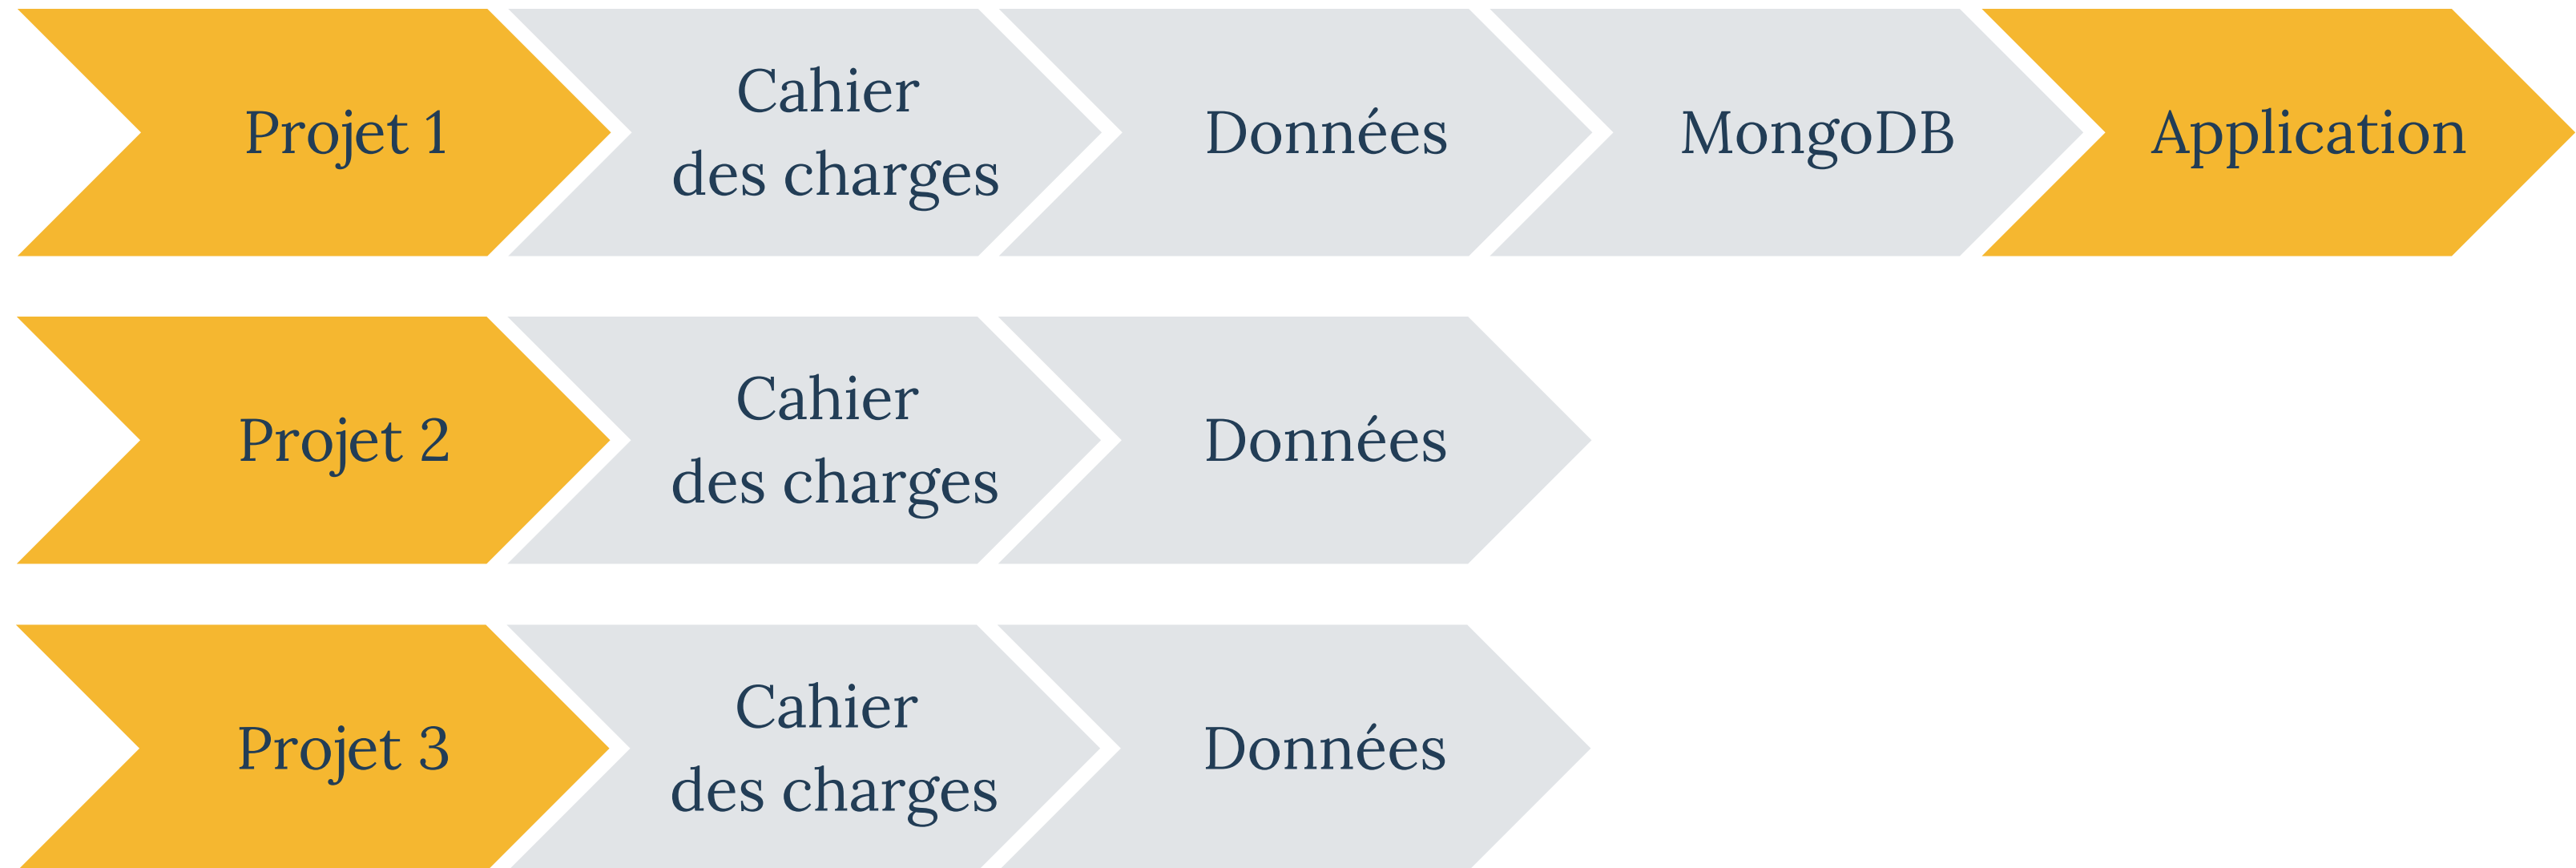 Projet 1
Cahier
des charges
Données
MongoDB
Application
Projet 2
Cahier
des charges
Données
Projet 3
Cahier
des charges
Données